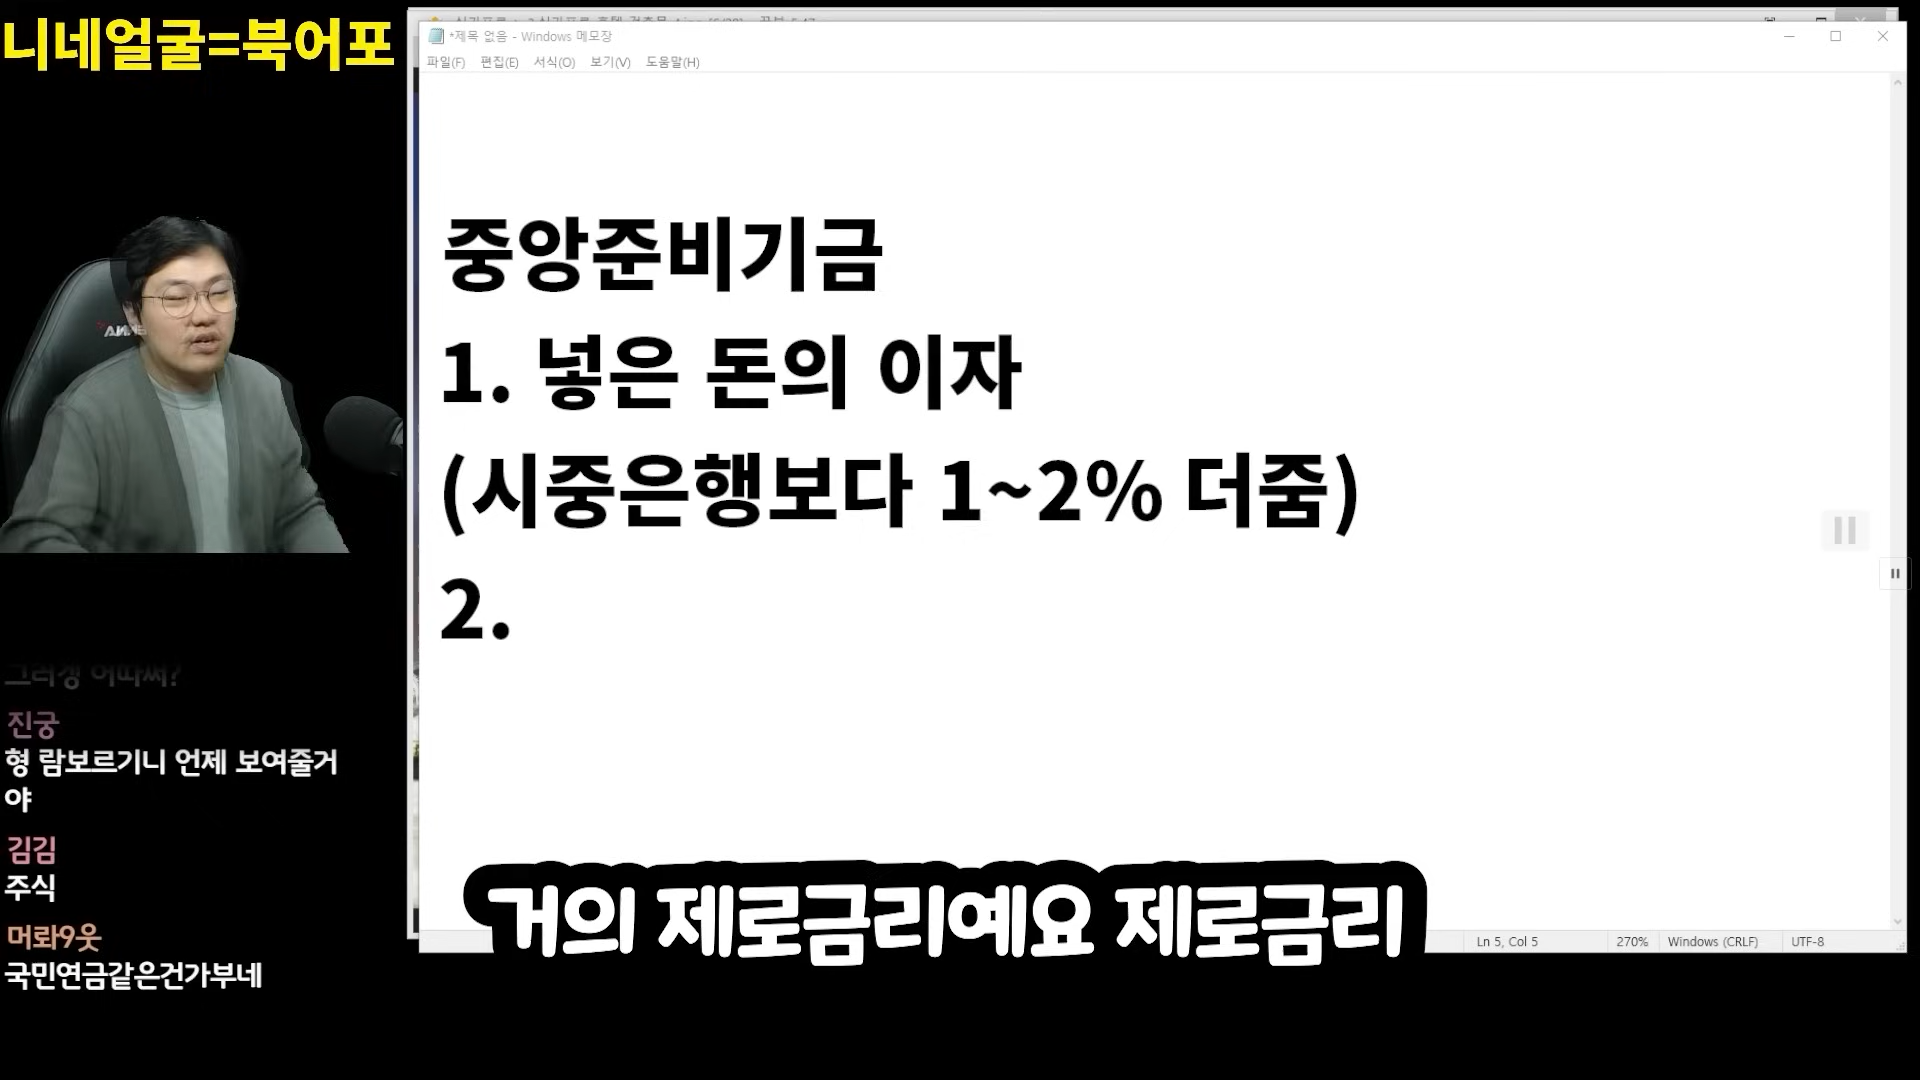 니네얼굴=북어포
*제목 없음 - Windows 메모장
파일(F) 편집(E) 서식(O) 보기(V) 도움말(H)
중앙준비기금
1. 넣은 돈의 이자
(시중은행보다 1~2% 더줌)
2.
진궁
형 람보르기니 언제 보여줄거
야
김김
주식
머롸9웃
국민연금같은건가부네
거의 제로금리예요 제로금리
Ln 5, Col 5 270% Windows (CRLF) UTF-8